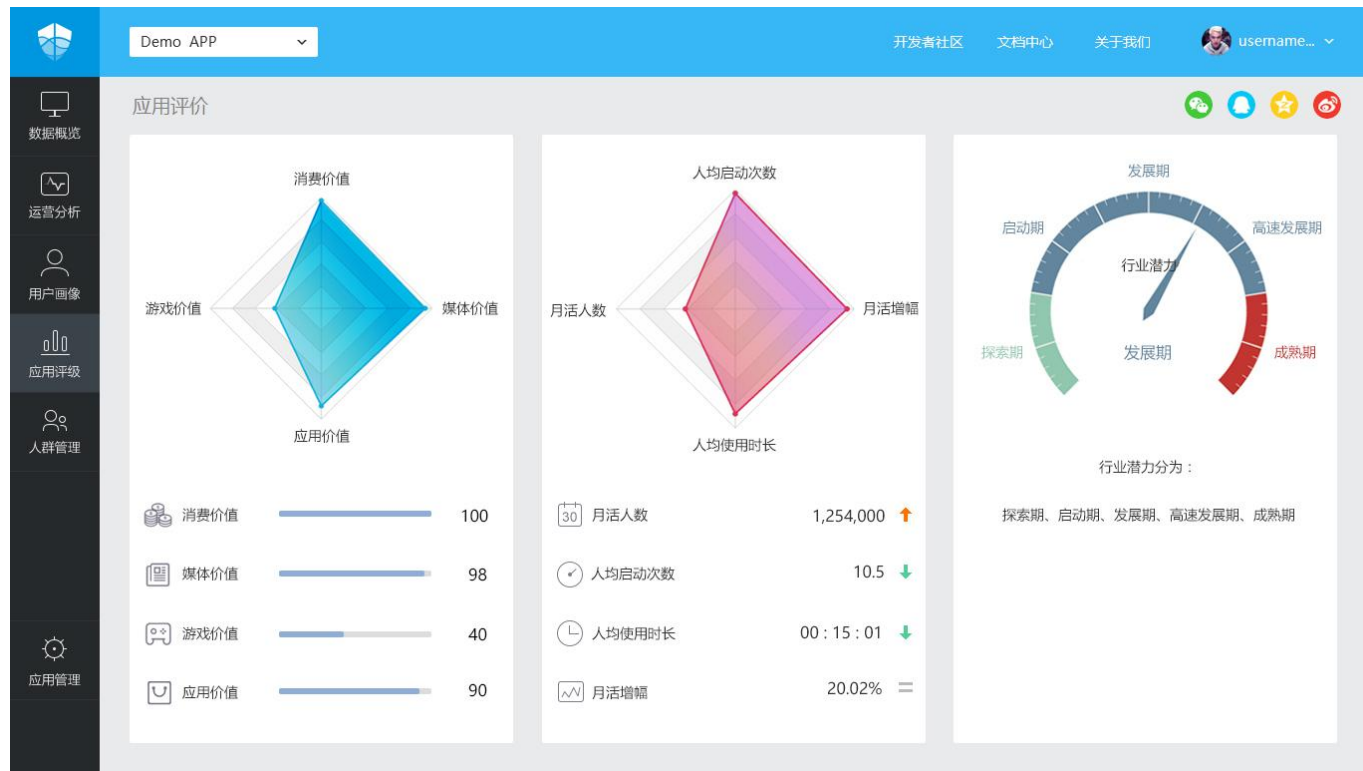 Demo APP
开发者社区
文档中心
关于我们
username...
数据概览
运营分析
用户画像
应用评级
人群管理
应用管理
应用评价
消费价值
游戏价值
媒体价值
应用价值
消费价值 100
媒体价值 98
游戏价值 40
应用价值 90
人均启动次数
月活人数
月活增幅
人均使用时长
30 月活人数 1,254,000
人均启动次数 10.5
人均使用时长 00 : 15 : 01
月活增幅 20.02%
发展期
启动期
高速发展期
行业潜力
探索期
发展期
成熟期
行业潜力分为：
探索期、启动期、发展期、高速发展期、成熟期